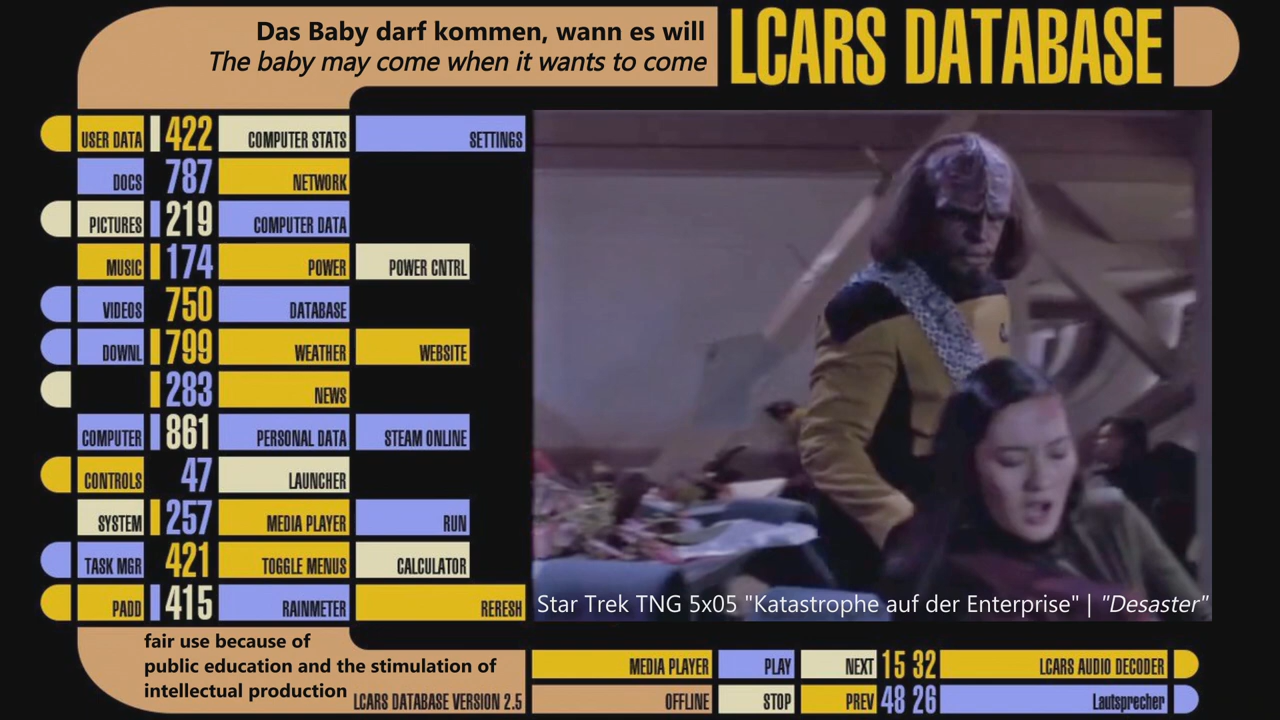 Das Baby darf kommen, wann es will
The baby may come when it wants to come
LCARS DATABASE
USER DATA 422 COMPUTER STATS SETTINGS
DOCS 787 NETWORK
PICTURES 219 COMPUTER DATA
MUSIC 174 POWER POWER CNTRL
VIDEOS 750 DATABASE
DOWNL 799 WEATHER WEBSITE
283 NEWS
COMPUTER 861 PERSONAL DATA STEAM ONLINE
CONTROLS 47 LAUNCHER
SYSTEM 257 MEDIA PLAYER RUN
TASK MGR 421 TOGGLE MENUS CALCULATOR
PADD 415 RAINMETER RERESH
Star Trek TNG 5x05 "Katastrophe auf der Enterprise" | "Desaster"
fair use because of
public education and the stimulation of
intellectual production
LCARS DATABASE VERSION 2.5
MEDIA PLAYER PLAY NEXT 15 32 LCARS AUDIO DECODER
OFFLINE STOP PREV 48 26 Lautsprecher